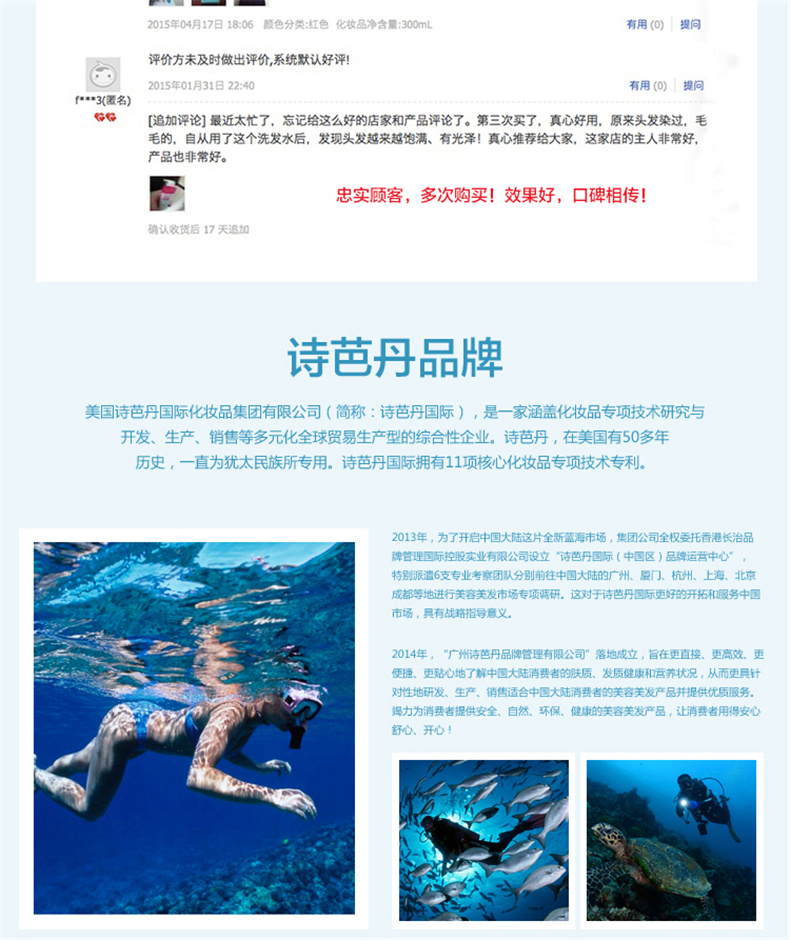 2015年04月17日 18:06 颜色分类:红色 化妆品净含量:300mL 有用 (0) 提问
评价方未及时做出评价,系统默认好评!
2015年01月31日 22:40 有用 (0) 提问
f***3(匿名)
[追加评论] 最近太忙了，忘记给这么好的店家和产品评论了。第三次买了，真心好用，原来头发染过，毛
毛的，自从用了这个洗发水后，发现头发越来越饱满、有光泽！真心推荐给大家，这家店的主人非常好，
产品也非常好。
忠实顾客，多次购买！效果好，口碑相传！
确认收货后 17 天追加
诗芭丹品牌
美国诗芭丹国际化妆品集团有限公司（简称：诗芭丹国际），是一家涵盖化妆品专项技术研究与
开发、生产、销售等多元化全球贸易生产型的综合性企业。诗芭丹，在美国有50多年
历史，一直为犹太民族所专用。诗芭丹国际拥有11项核心化妆品专项技术专利。
2013年，为了开启中国大陆这片全新蓝海市场，集团公司全权委托香港长治品
牌管理国际控股实业有限公司设立“诗芭丹国际（中国区）品牌运营中心”，
特别派遣6支专业考察团队分别前往中国大陆的广州、厦门、杭州、上海、北京
成都等地进行美容美发市场专项调研。这对于诗芭丹国际更好的开拓和服务中国
市场，具有战略指导意义。
2014年，“广州诗芭丹品牌管理有限公司”落地成立，旨在更直接、更高效、更
便捷、更贴心地了解中国大陆消费者的肤质、发质健康和营养状况，从而更具针
对性地研发、生产、销售适合中国大陆消费者的美容美发产品并提供优质服务。
竭力为消费者提供安全、自然、环保、健康的美容美发产品，让消费者用得安心
舒心、开心！